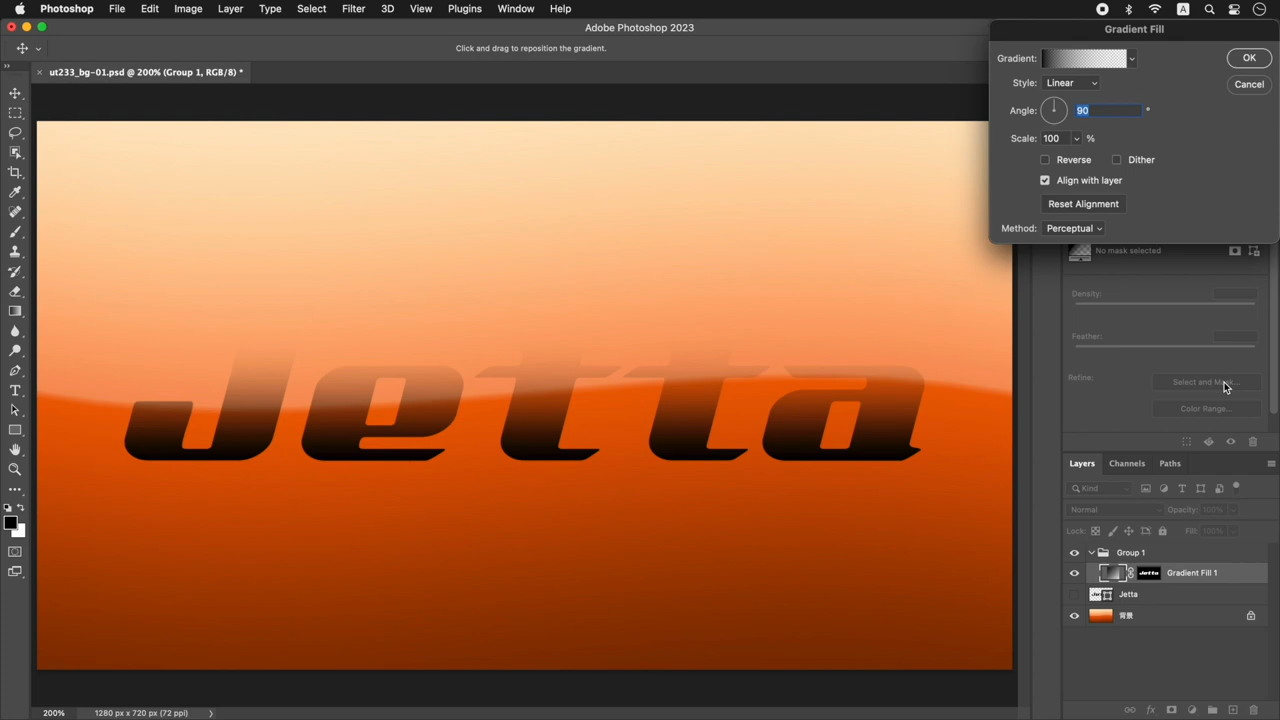 Photoshop File Edit Image Layer Type Select Filter 3D View Plugins Window Help
Adobe Photoshop 2023
Click and drag to reposition the gradient.
ut233_bg-01.psd @ 200% (Group 1, RGB/8) *
Gradient Fill
Gradient:
OK
Style: Linear
Cancel
Angle: 90 °
Scale: 100 %
Reverse Dither
Align with layer
Reset Alignment
Method: Perceptual
No mask selected
Density:
Feather:
Refine: Select and Mask...
Color Range...
Jetta
Layers Channels Paths
Kind
Normal Opacity: 100%
Lock: Fill: 100%
Group 1
Jetta Gradient Fill 1
Jetta
背景
200% 1280 px x 720 px (72 ppi)